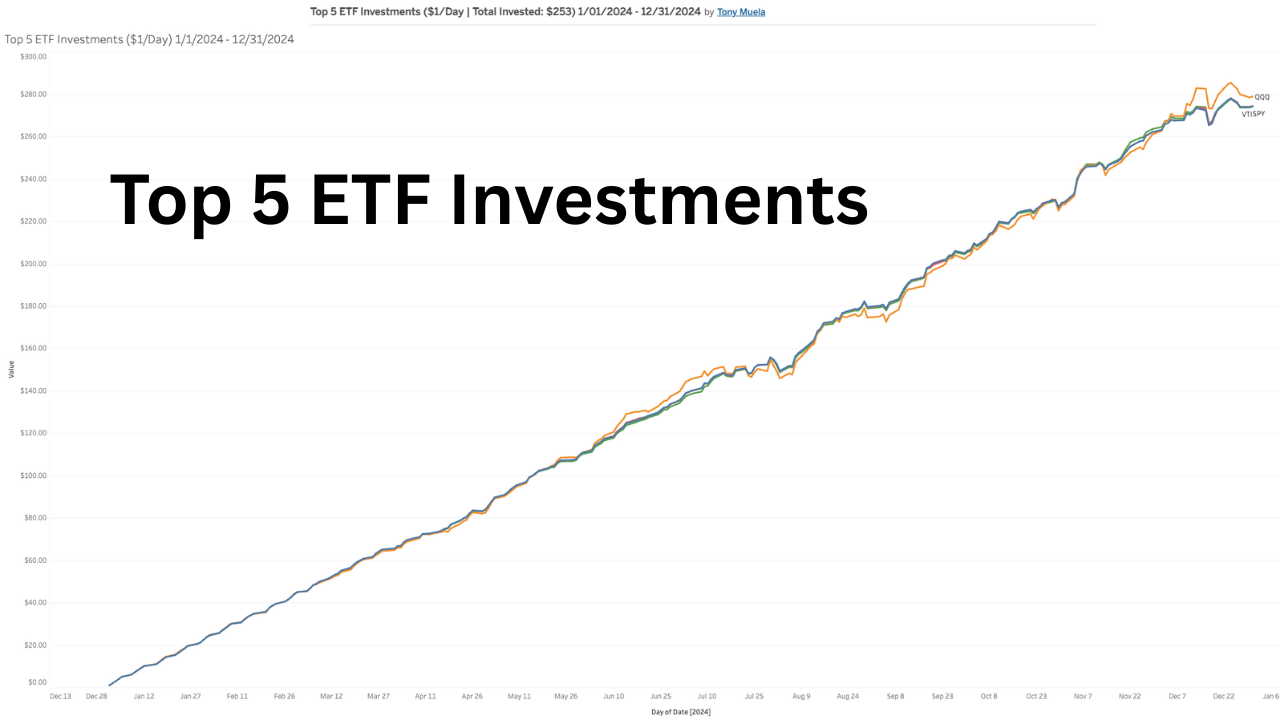 Top 5 ETF Investments ($1/Day | Total Invested: $253) 1/01/2024 - 12/31/2024 by Tony Muela
Top 5 ETF Investments ($1/Day) 1/1/2024 - 12/31/2024
$300.00
$280.00
QQQ
VTISPY
$260.00
$240.00
Top 5 ETF Investments
$220.00
$200.00
$180.00
$160.00
Value
$140.00
$120.00
$100.00
$80.00
$60.00
$40.00
$20.00
$0.00
Dec 13 Dec 28 Jan 12 Jan 27 Feb 11 Feb 26 Mar 12 Mar 27 Apr 11 Apr 26 May 11 May 26 Jun 10 Jun 25 Jul 10 Jul 25 Aug 9 Aug 24 Sep 8 Sep 23 Oct 8 Oct 23 Nov 7 Nov 22 Dec 7 Dec 22 Jan 6
Day of Date [2024]